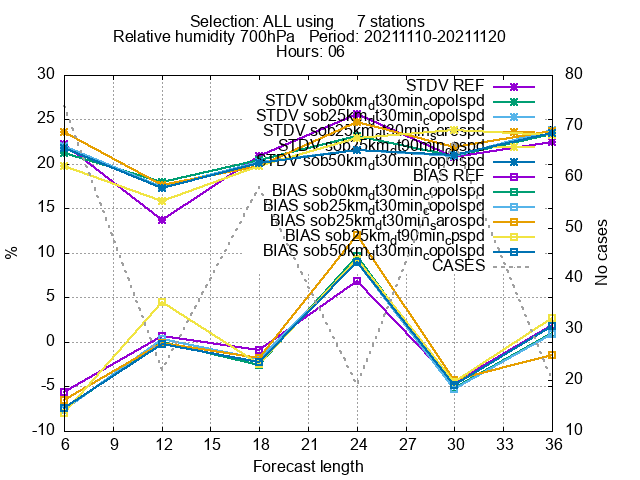 Selection: ALL using 7 stations
Relative humidity 700hPa Period: 20211110-20211120
Hours: 06
30 80
25 70
20 60
15 50
10 40
5 30
0 20
-5
-10 10
%
No cases
STDV REF
STDV sob0km_dt30min_copolspd
STDV sob25km_dt30min_copolspd
STDV sob25km_dt30min_sarospd
STDV sob25km_dt90min_cpspd
STDV sob50km_dt30min_copolspd
BIAS REF
BIAS sob0km_dt30min_copolspd
BIAS sob25km_dt30min_copolspd
BIAS sob25km_dt30min_sarospd
BIAS sob25km_dt90min_cpspd
BIAS sob50km_dt30min_copolspd
CASES
6 9 12 15 18 21 24 27 30 33 36
Forecast length